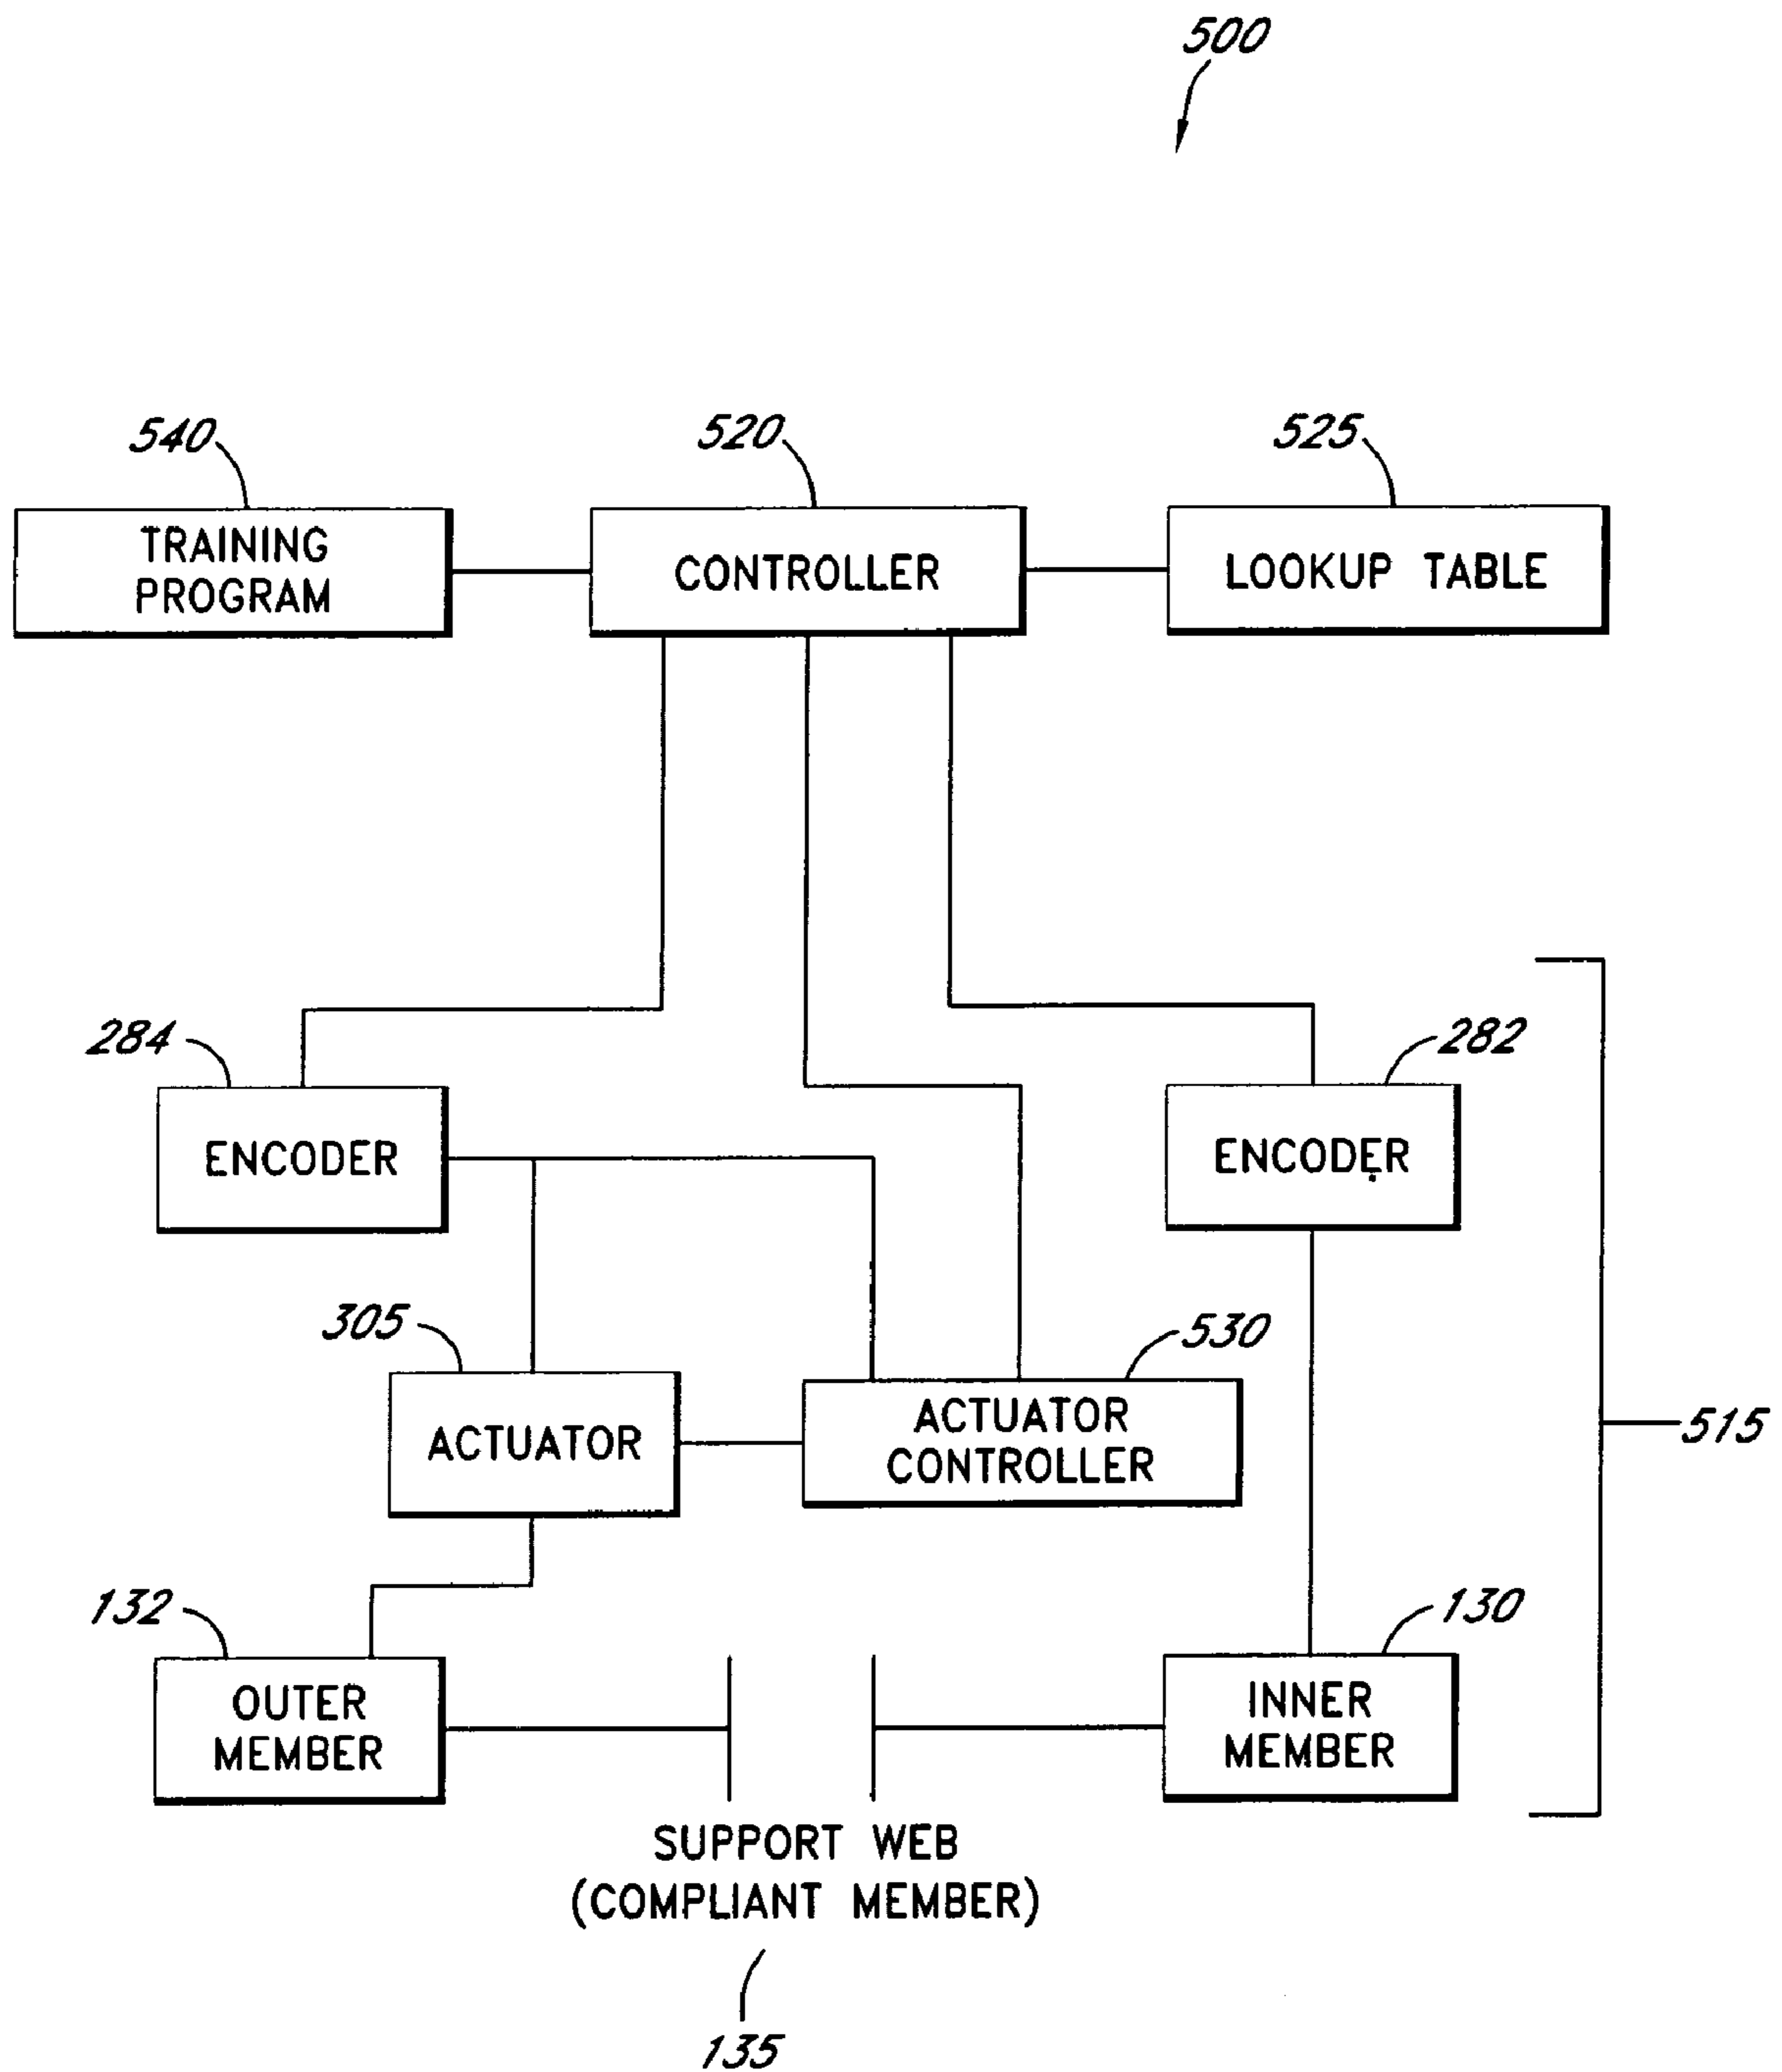 500
540
520
525
TRAINING
PROGRAM
CONTROLLER
LOOKUP TABLE
284
282
ENCODER
ENCODER
305
530
ACTUATOR
ACTUATOR
CONTROLLER
515
132
130
OUTER
MEMBER
INNER
MEMBER
SUPPORT WEB
(COMPLIANT MEMBER)
135